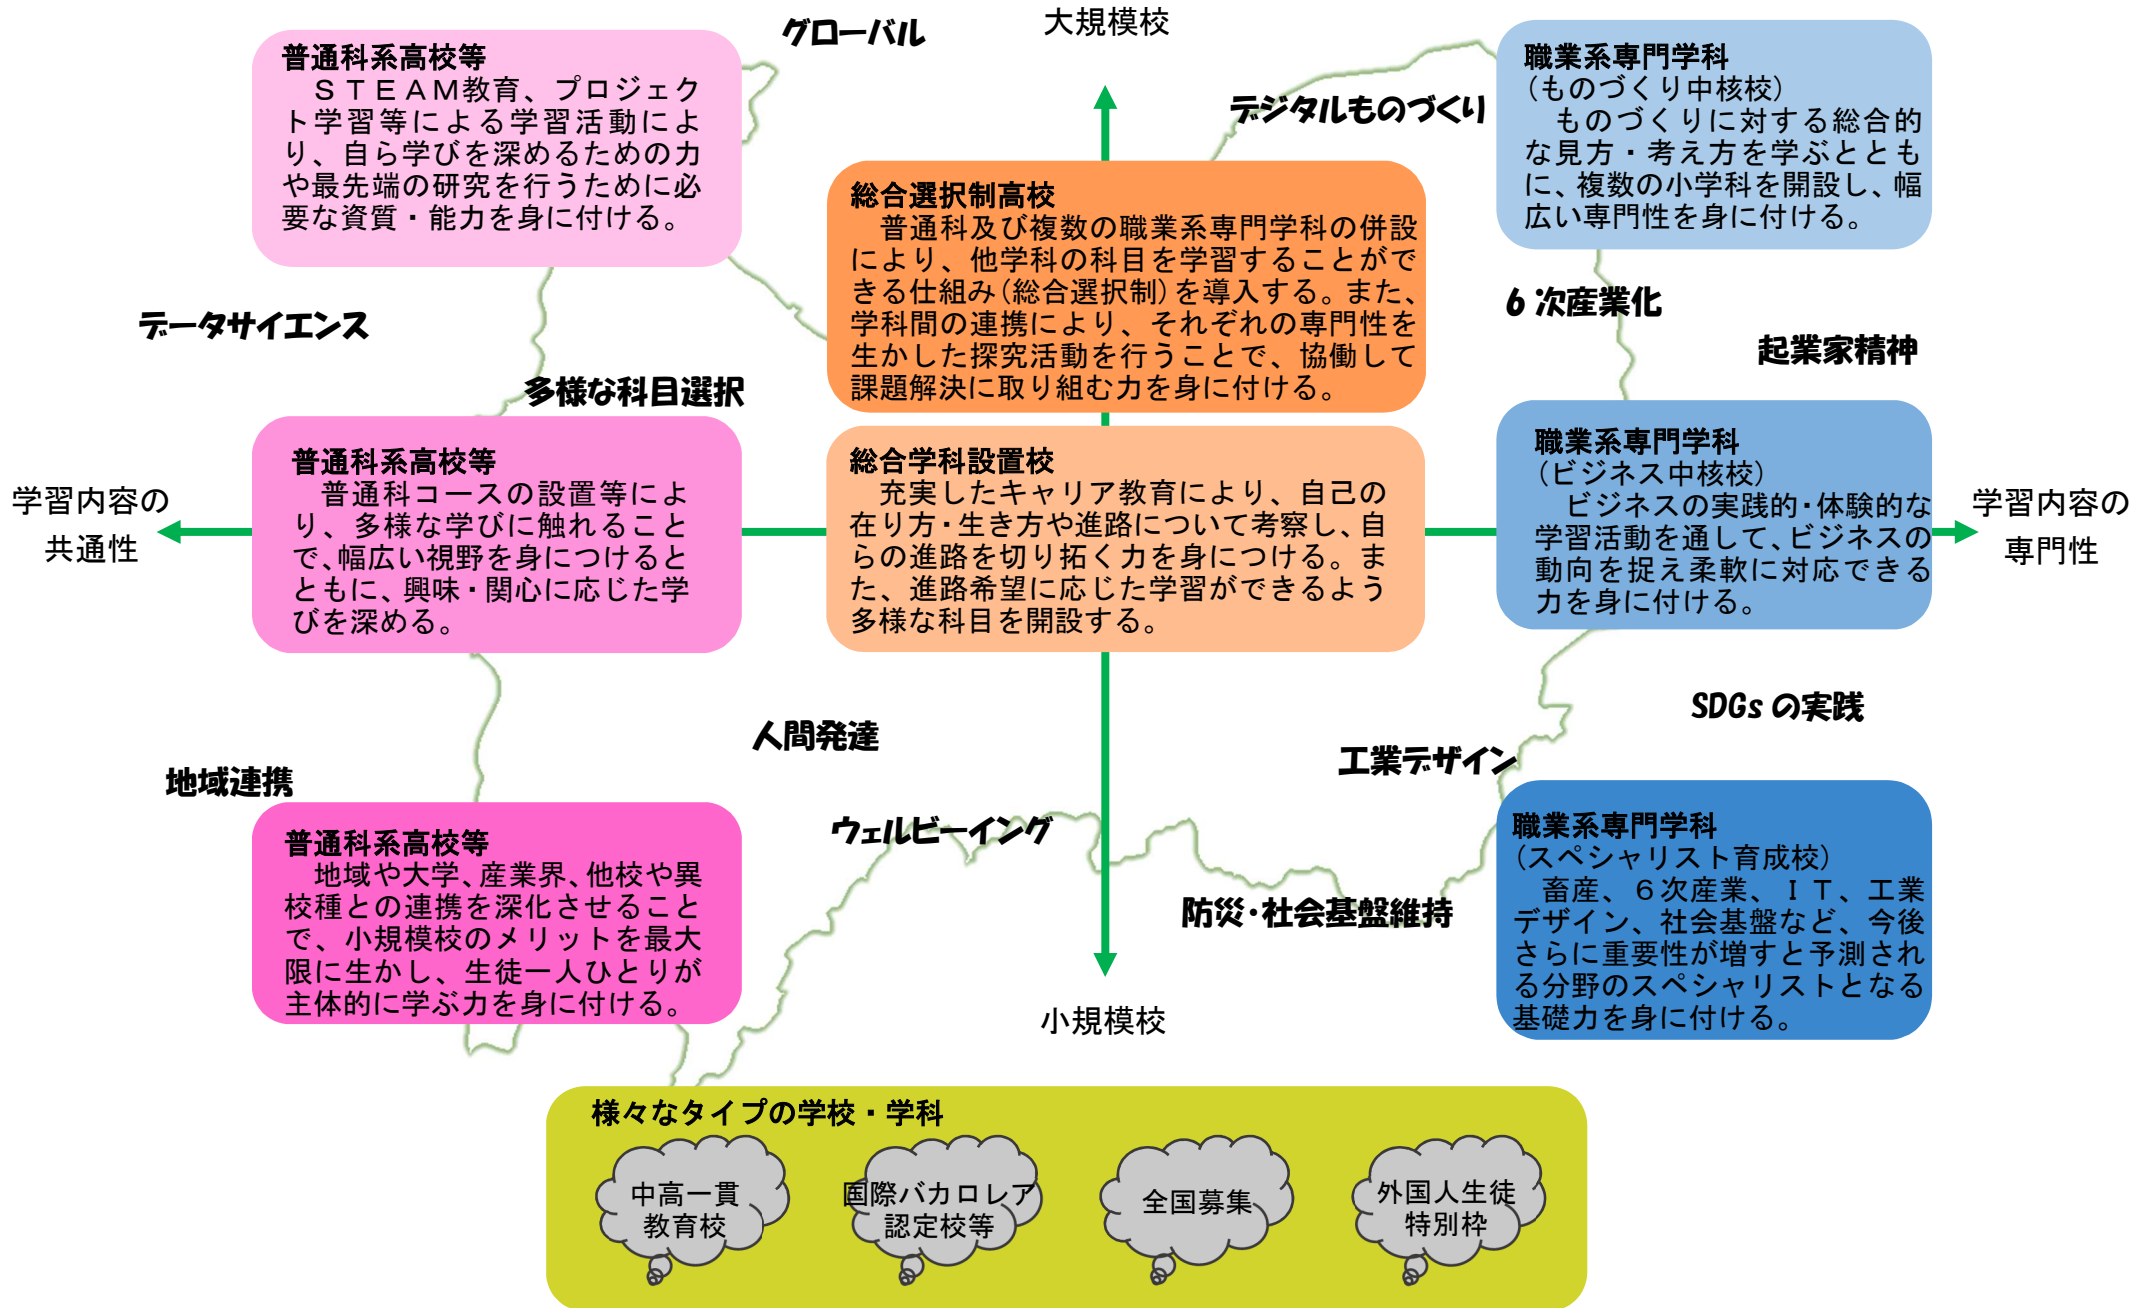 グローバル
大規模校
普通科系高校等
　ＳＴＥＡＭ教育、プロジェク
ト学習等による学習活動によ
り、自ら学びを深めるための力
や最先端の研究を行うために必
要な資質・能力を身に付ける。
デジタルものづくり
職業系専門学科
（ものづくり中核校）
　ものづくりに対する総合的
な見方・考え方を学ぶととも
に、複数の小学科を開設し、幅
広い専門性を身に付ける。
総合選択制高校
　普通科及び複数の職業系専門学科の併設
により、他学科の科目を学習することがで
きる仕組み（総合選択制）を導入する。また、
学科間の連携により、それぞれの専門性を
生かした探究活動を行うことで、協働して
課題解決に取り組む力を身に付ける。
データサイエンス
多様な科目選択
6次産業化
起業家精神
学習内容の
共通性
普通科系高校等
　普通科コースの設置等によ
り、多様な学びに触れること
で、幅広い視野を身につけると
ともに、興味・関心に応じた学
びを深める。
総合学科設置校
　充実したキャリア教育により、自己の
在り方・生き方や進路について考察し、自
らの進路を切り拓く力を身につける。ま
た、進路希望に応じた学習ができるよう
多様な科目を開設する。
職業系専門学科
（ビジネス中核校）
　ビジネスの実践的・体験的な
学習活動を通して、ビジネスの
動向を捉え柔軟に対応できる
力を身に付ける。
学習内容の
専門性
SDGsの実践
人間発達
工業デザイン
地域連携
ウェルビーイング
防災・社会基盤維持
普通科系高校等
　地域や大学、産業界、他校や異
校種との連携を深化させること
で、小規模校のメリットを最大
限に生かし、生徒一人ひとりが
主体的に学ぶ力を身に付ける。
職業系専門学科
（スペシャリスト育成校）
　畜産、６次産業、ＩＴ、工業
デザイン、社会基盤など、今後
さらに重要性が増すと予測され
る分野のスペシャリストとなる
基礎力を身に付ける。
小規模校
様々なタイプの学校・学科
中高一貫
教育校
国際バカロレア
認定校等
全国募集
外国人生徒
特別枠